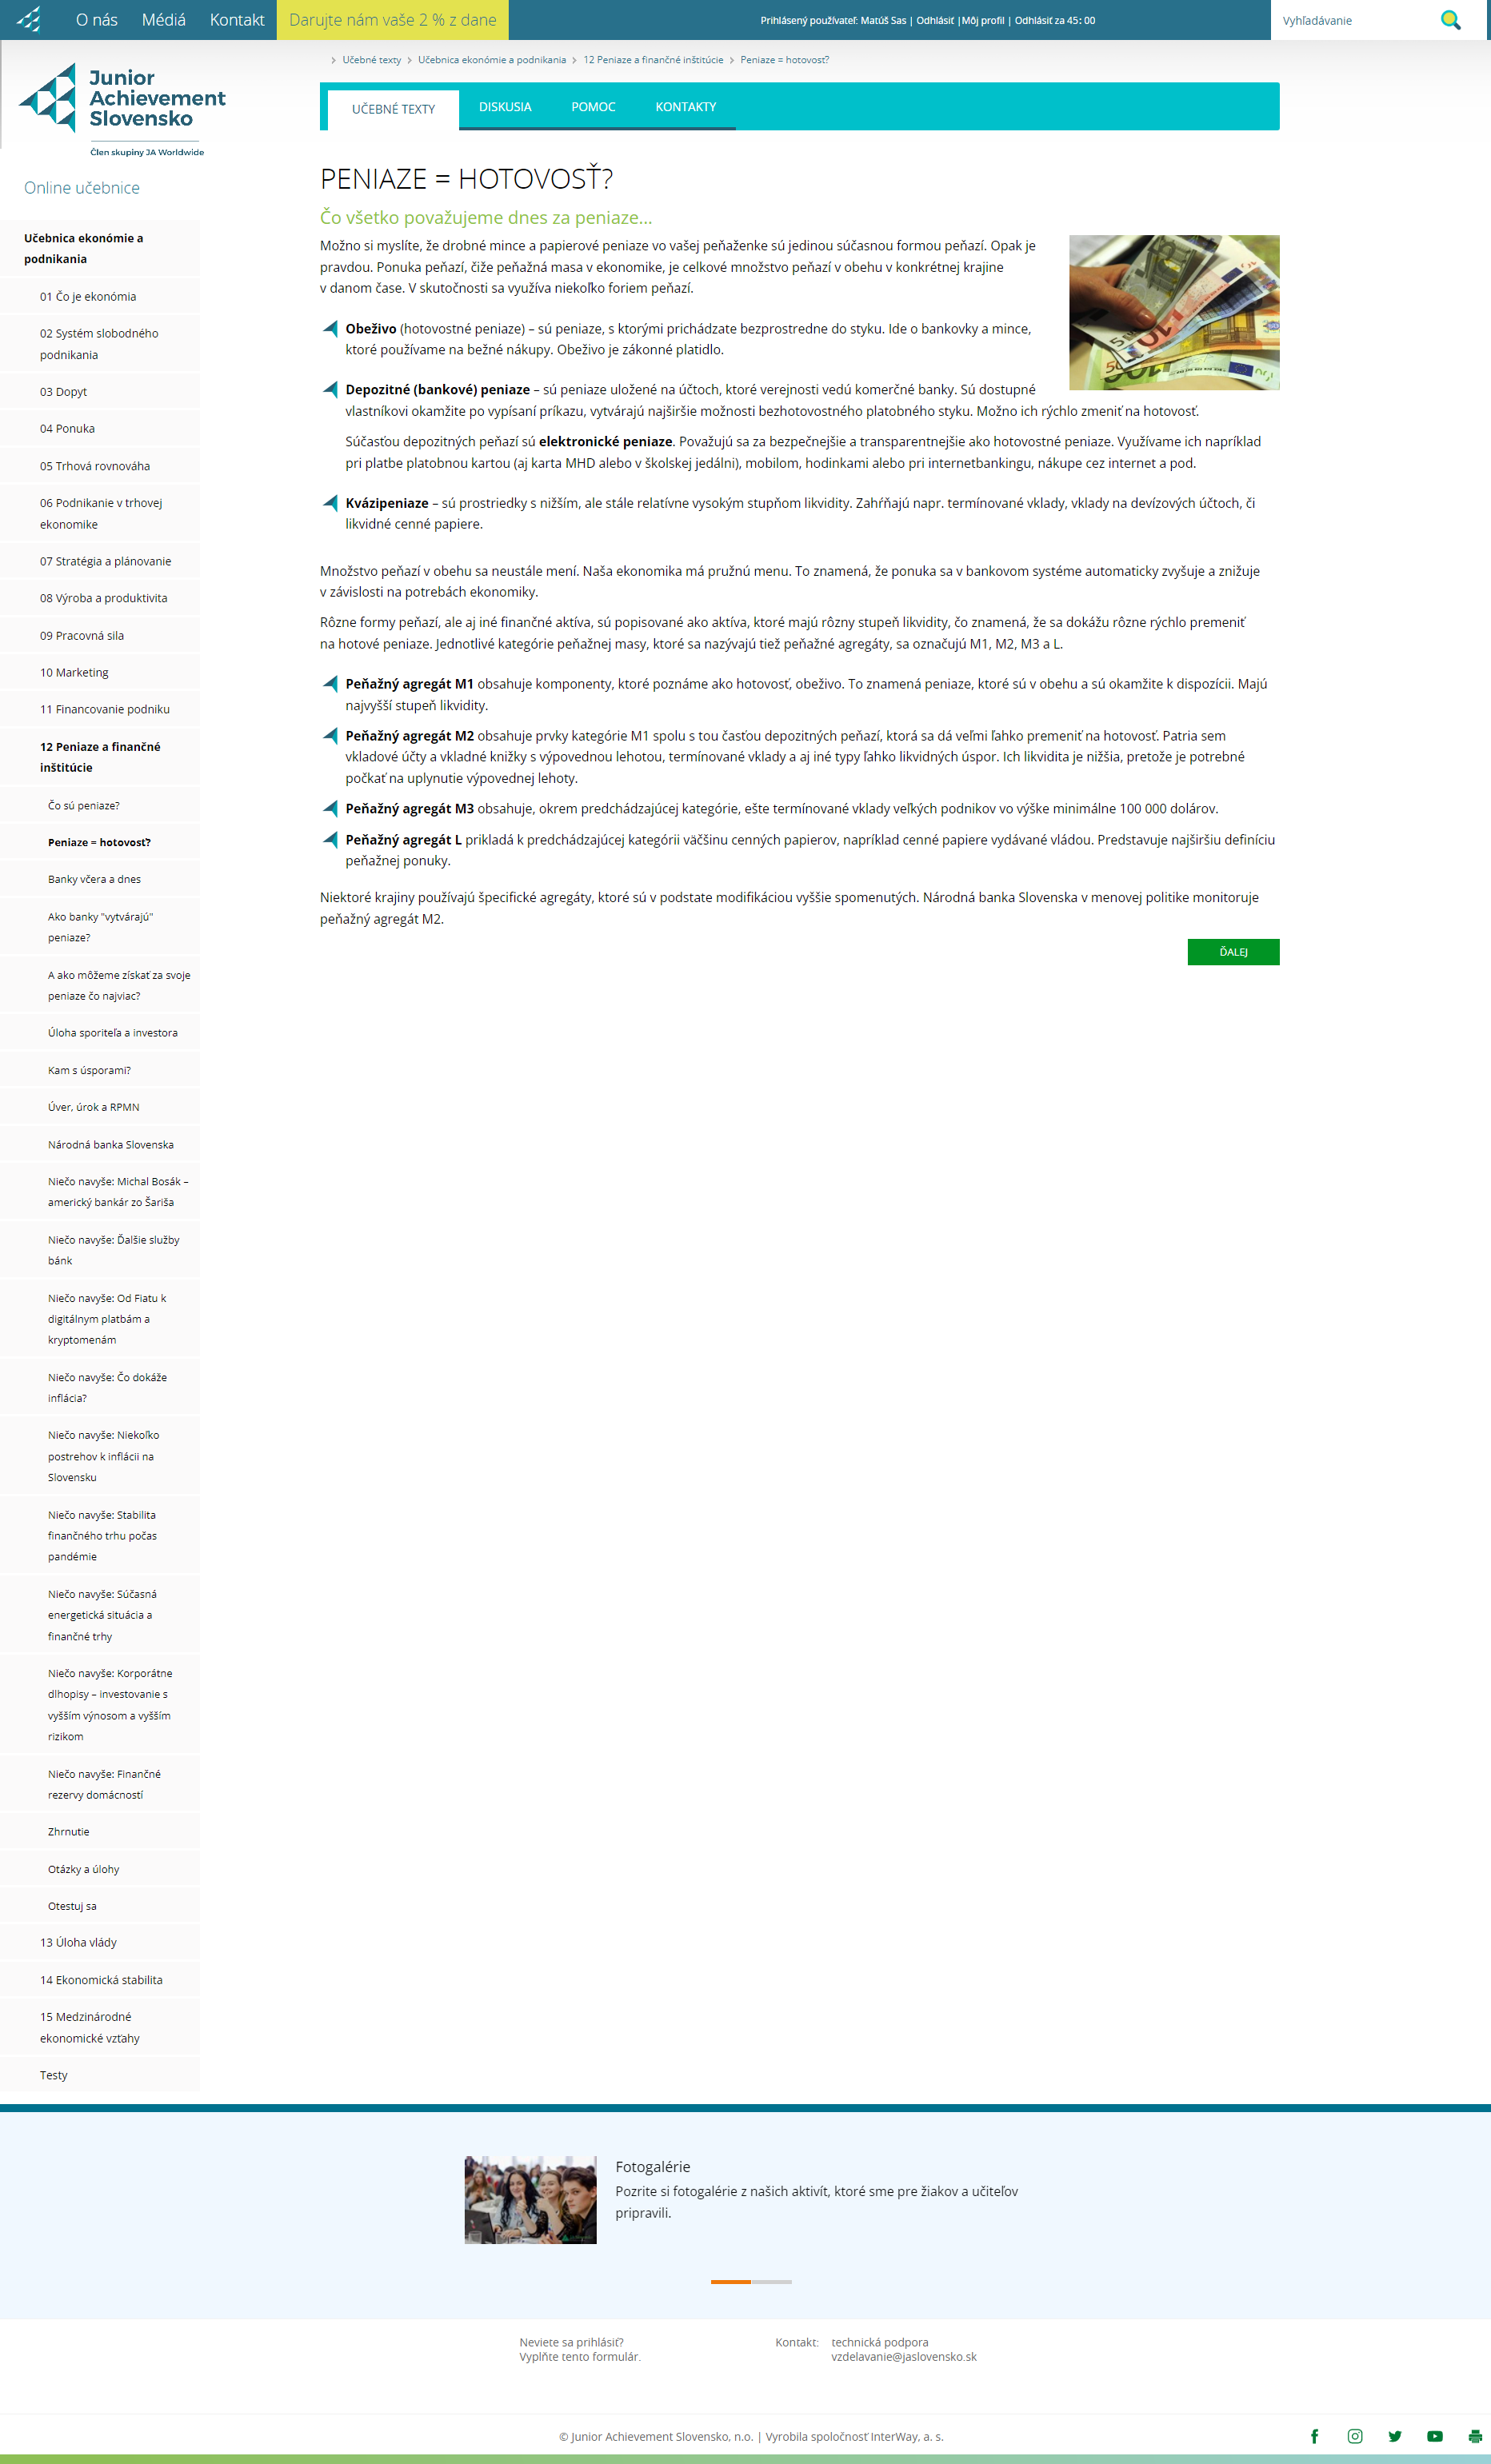 O nás Médiá Kontakt Darujte nám vaše 2 % z dane Prihlásený používateľ: Matúš Sas | Odhlásiť |Môj profil | Odhlásiť za 45: 00 Vyhľadávanie
Učebné texty Učebnica ekonómie a podnikania 12 Peniaze a finančné inštitúcie Peniaze = hotovosť?
Junior
Achievement
Slovensko
Člen skupiny JA Worldwide
UČEBNÉ TEXTY DISKUSIA POMOC KONTAKTY
Online učebnice
Učebnica ekonómie a
podnikania
01 Čo je ekonómia
02 Systém slobodného
podnikania
03 Dopyt
04 Ponuka
05 Trhová rovnováha
06 Podnikanie v trhovej
ekonomike
07 Stratégia a plánovanie
08 Výroba a produktivita
09 Pracovná sila
10 Marketing
11 Financovanie podniku
12 Peniaze a finančné
inštitúcie
Čo sú peniaze?
Peniaze = hotovosť?
Banky včera a dnes
Ako banky "vytvárajú"
peniaze?
A ako môžeme získať za svoje
peniaze čo najviac?
Úloha sporiteľa a investora
Kam s úsporami?
Úver, úrok a RPMN
Národná banka Slovenska
Niečo navyše: Michal Bosák –
americký bankár zo Šariša
Niečo navyše: Ďalšie služby
bánk
Niečo navyše: Od Fiatu k
digitálnym platbám a
kryptomenám
Niečo navyše: Čo dokáže
inflácia?
Niečo navyše: Niekoľko
postrehov k inflácii na
Slovensku
Niečo navyše: Stabilita
finančného trhu počas
pandémie
Niečo navyše: Súčasná
energetická situácia a
finančné trhy
Niečo navyše: Korporátne
dlhopisy – investovanie s
vyšším výnosom a vyšším
rizikom
Niečo navyše: Finančné
rezervy domácností
Zhrnutie
Otázky a úlohy
Otestuj sa
13 Úloha vlády
14 Ekonomická stabilita
15 Medzinárodné
ekonomické vzťahy
Testy
PENIAZE = HOTOVOSŤ?
Čo všetko považujeme dnes za peniaze...
Možno si myslíte, že drobné mince a papierové peniaze vo vašej peňaženke sú jedinou súčasnou formou peňazí. Opak je
pravdou. Ponuka peňazí, čiže peňažná masa v ekonomike, je celkové množstvo peňazí v obehu v konkrétnej krajine
v danom čase. V skutočnosti sa využíva niekoľko foriem peňazí.
Obeživo (hotovostné peniaze) – sú peniaze, s ktorými prichádzate bezprostredne do styku. Ide o bankovky a mince,
ktoré používame na bežné nákupy. Obeživo je zákonné platidlo.
Depozitné (bankové) peniaze – sú peniaze uložené na účtoch, ktoré verejnosti vedú komerčné banky. Sú dostupné
vlastníkovi okamžite po vypísaní príkazu, vytvárajú najširšie možnosti bezhotovostného platobného styku. Možno ich rýchlo zmeniť na hotovosť.
Súčasťou depozitných peňazí sú elektronické peniaze. Považujú sa za bezpečnejšie a transparentnejšie ako hotovostné peniaze. Využívame ich napríklad
pri platbe platobnou kartou (aj karta MHD alebo v školskej jedálni), mobilom, hodinkami alebo pri internetbankingu, nákupe cez internet a pod.
Kvázipeniaze – sú prostriedky s nižším, ale stále relatívne vysokým stupňom likvidity. Zahŕňajú napr. termínované vklady, vklady na devízových účtoch, či
likvidné cenné papiere.
Množstvo peňazí v obehu sa neustále mení. Naša ekonomika má pružnú menu. To znamená, že ponuka sa v bankovom systéme automaticky zvyšuje a znižuje
v závislosti na potrebách ekonomiky.
Rôzne formy peňazí, ale aj iné finančné aktíva, sú popisované ako aktíva, ktoré majú rôzny stupeň likvidity, čo znamená, že sa dokážu rôzne rýchlo premeniť
na hotové peniaze. Jednotlivé kategórie peňažnej masy, ktoré sa nazývajú tiež peňažné agregáty, sa označujú M1, M2, M3 a L.
Peňažný agregát M1 obsahuje komponenty, ktoré poznáme ako hotovosť, obeživo. To znamená peniaze, ktoré sú v obehu a sú okamžite k dispozícii. Majú
najvyšší stupeň likvidity.
Peňažný agregát M2 obsahuje prvky kategórie M1 spolu s tou časťou depozitných peňazí, ktorá sa dá veľmi ľahko premeniť na hotovosť. Patria sem
vkladové účty a vkladné knižky s výpovednou lehotou, termínované vklady a aj iné typy ľahko likvidných úspor. Ich likvidita je nižšia, pretože je potrebné
počkať na uplynutie výpovednej lehoty.
Peňažný agregát M3 obsahuje, okrem predchádzajúcej kategórie, ešte termínované vklady veľkých podnikov vo výške minimálne 100 000 dolárov.
Peňažný agregát L prikladá k predchádzajúcej kategórii väčšinu cenných papierov, napríklad cenné papiere vydávané vládou. Predstavuje najširšiu definíciu
peňažnej ponuky.
Niektoré krajiny používajú špecifické agregáty, ktoré sú v podstate modifikáciou vyššie spomenutých. Národná banka Slovenska v menovej politike monitoruje
peňažný agregát M2.
ĎALEJ
Fotogalérie
Pozrite si fotogalérie z našich aktivít, ktoré sme pre žiakov a učiteľov
pripravili.
Neviete sa prihlásiť?
Vyplňte tento formulár.
Kontakt: technická podpora
vzdelavanie@jaslovensko.sk
© Junior Achievement Slovensko, n.o. | Vyrobila spoločnosť InterWay, a. s.